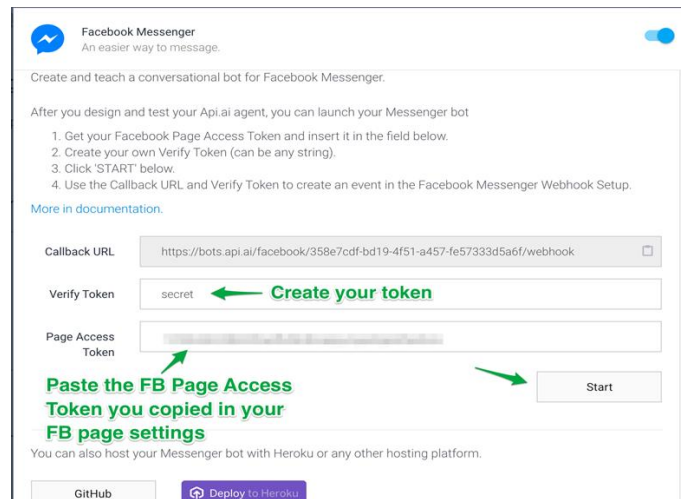 Facebook Messenger
An easier way to message.
Create and teach a conversational bot for Facebook Messenger.
After you design and test your Api.ai agent, you can launch your Messenger bot
1. Get your Facebook Page Access Token and insert it in the field below.
2. Create your own Verify Token (can be any string).
3. Click 'START' below.
4. Use the Callback URL and Verify Token to create an event in the Facebook Messenger Webhook Setup.
More in documentation.
Callback URL https://bots.api.ai/facebook/358e7cdf-bd19-4f51-a457-fe57333d5a6f/webhook
Verify Token secret Create your token
Page Access
Token
Paste the FB Page Access
Token you copied in your
FB page settings
Start
You can also host your Messenger bot with Heroku or any other hosting platform.
GitHub Deploy to Heroku